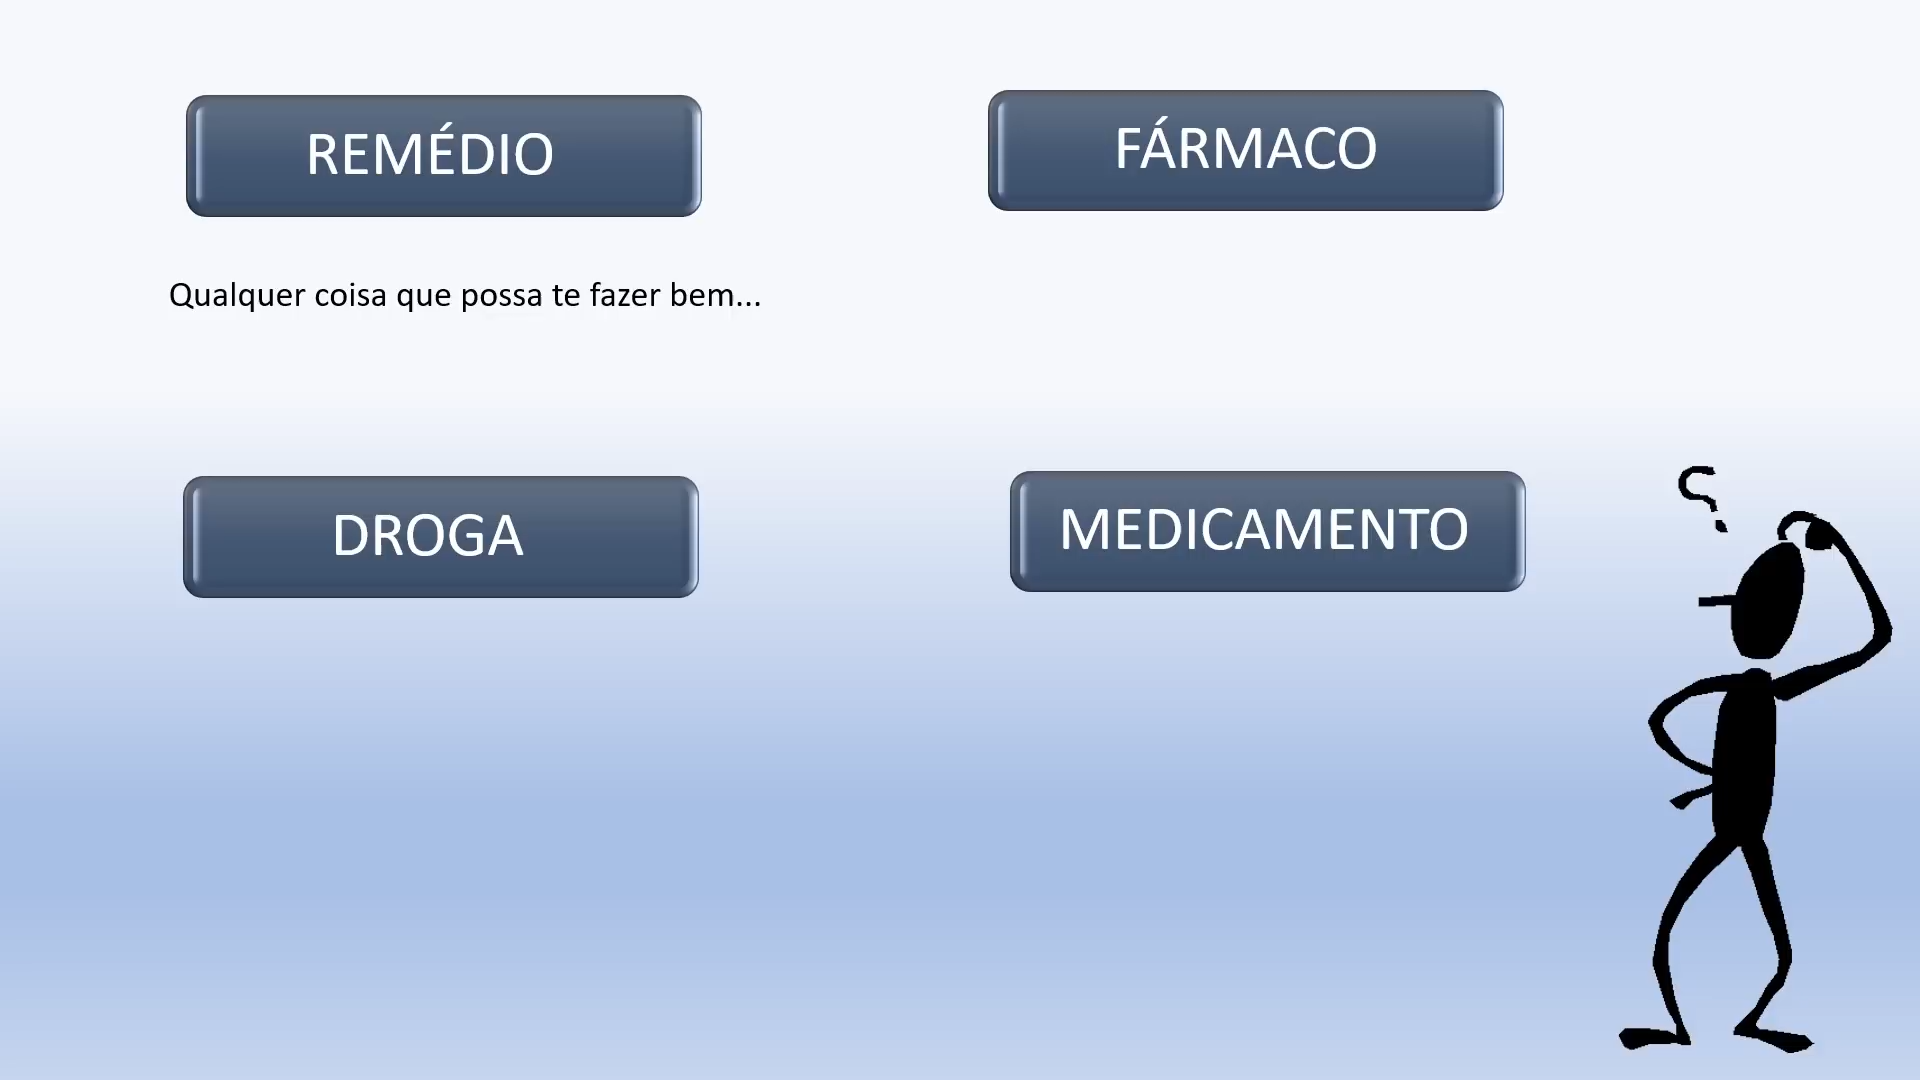 REMÉDIO
FÁRMACO
Qualquer coisa que possa te fazer bem...
DROGA
MEDICAMENTO
?